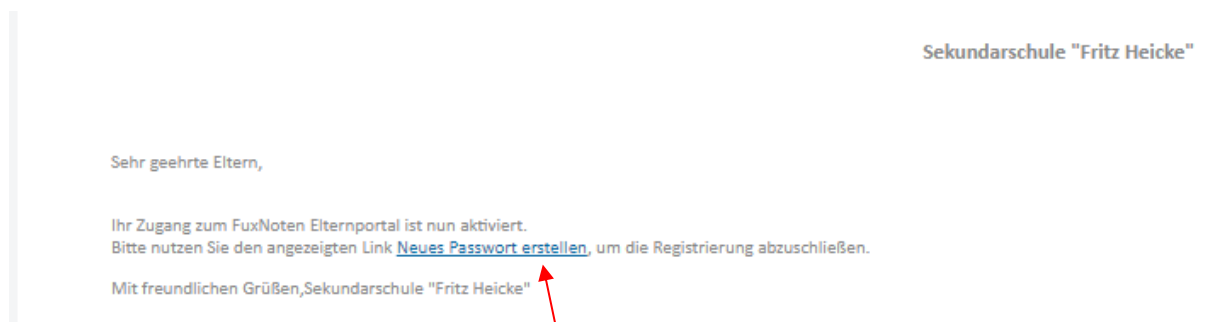 Sekundarschule "Fritz Heicke"
Sehr geehrte Eltern,
Ihr Zugang zum FuxNoten Elternportal ist nun aktiviert.
Bitte nutzen Sie den angezeigten Link Neues Passwort erstellen, um die Registrierung abzuschließen.
Mit freundlichen Grüßen,Sekundarschule "Fritz Heicke"